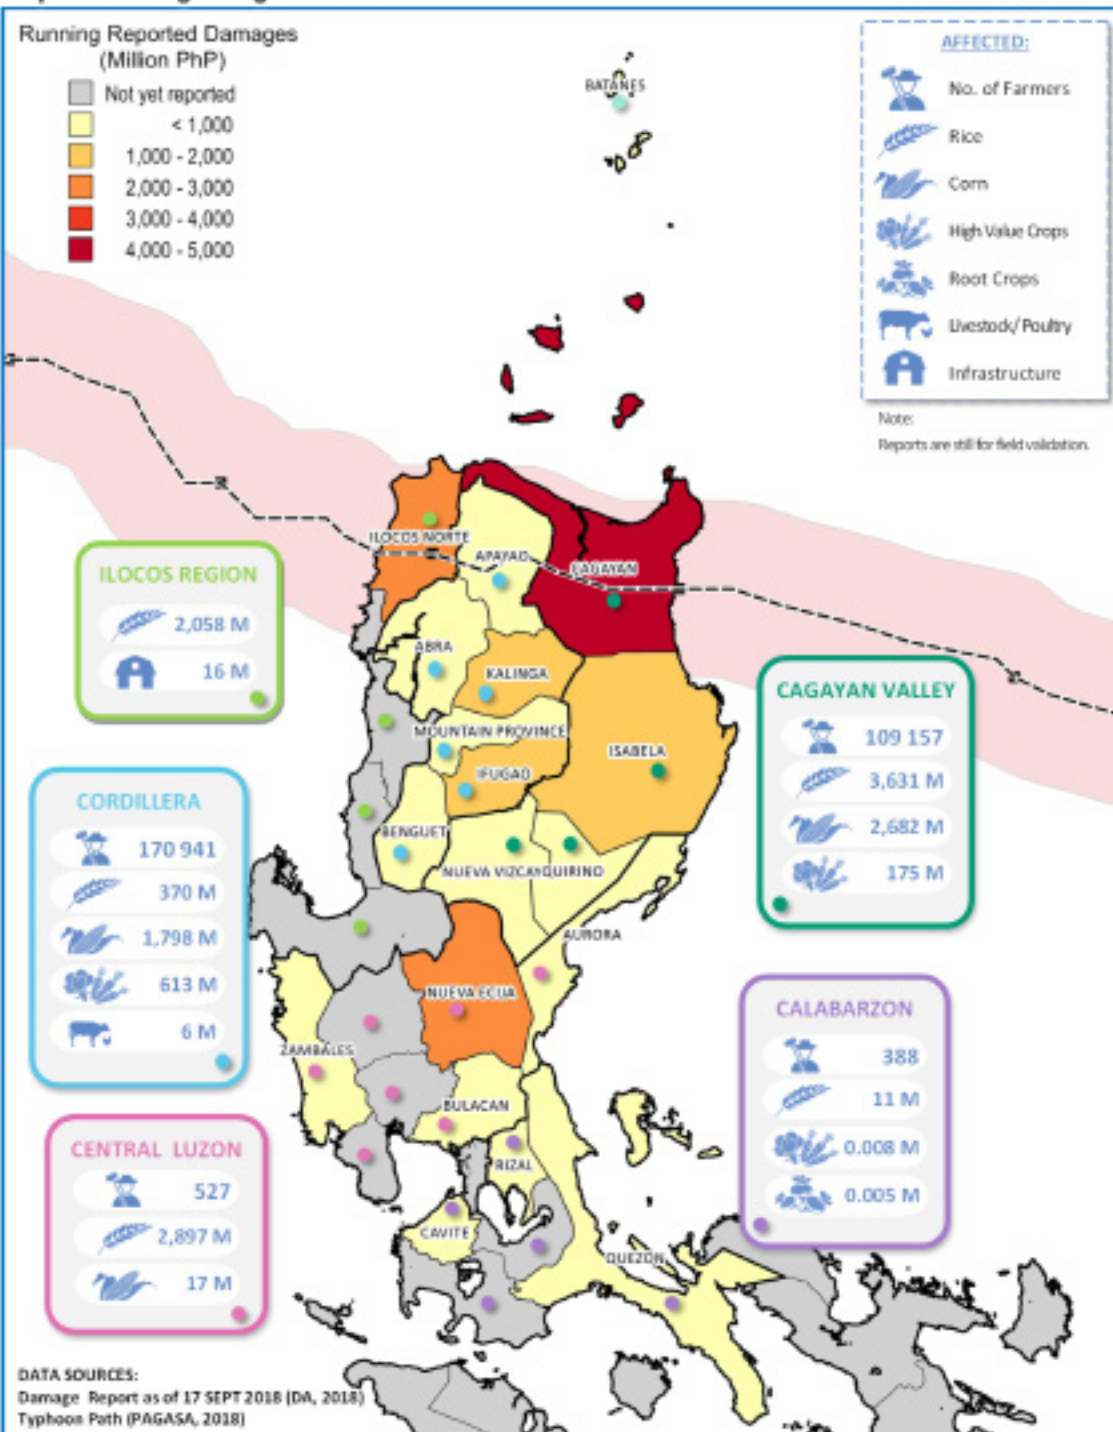 Running Reported Damages
(Million PhP)
Not yet reported
< 1,000
1,000 - 2,000
2,000 - 3,000
3,000 - 4,000
4,000 - 5,000
AFFECTED:
No. of Farmers
Rice
Corn
High Value Crops
Root Crops
Livestock/ Poultry
Infrastructure
Note:
Reports are still for field validation.
BATANES
ILOCOS NORTE
APAYAO
CAGAYAN
ABRA
KALINGA
MOUNTAIN PROVINCE
ISABELA
IFUGAO
BENGUET
NUEVA VIZCAYQUIRINO
AURORA
NUEVA ECIJA
ZAMBALES
BULACAN
RIZAL
CAVITE
QUEZON
ILOCOS REGION
2,058 M
16 M
CORDILLERA
170 941
370 M
1,798 M
613 M
6 M
CENTRAL LUZON
527
2,897 M
17 M
CAGAYAN VALLEY
109 157
3,631 M
2,682 M
175 M
CALABARZON
388
11 M
0.008 M
0.005 M
DATA SOURCES:
Damage Report as of 17 SEPT 2018 (DA, 2018)
Typhoon Path (PAGASA, 2018)